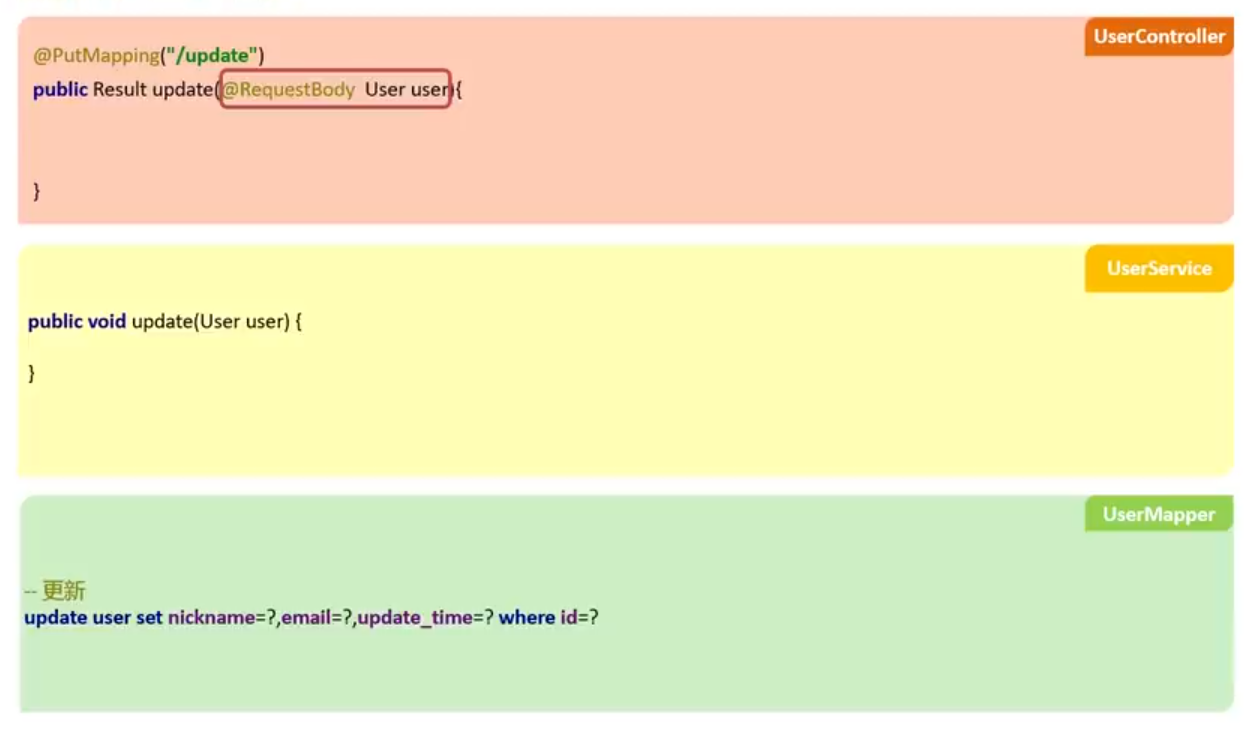 UserController
@PutMapping("/update")
public Result update(@RequestBody User user){
}
UserService
public void update(User user) {
}
UserMapper
-- 更新
update user set nickname=?,email=?,update_time=? where id=?